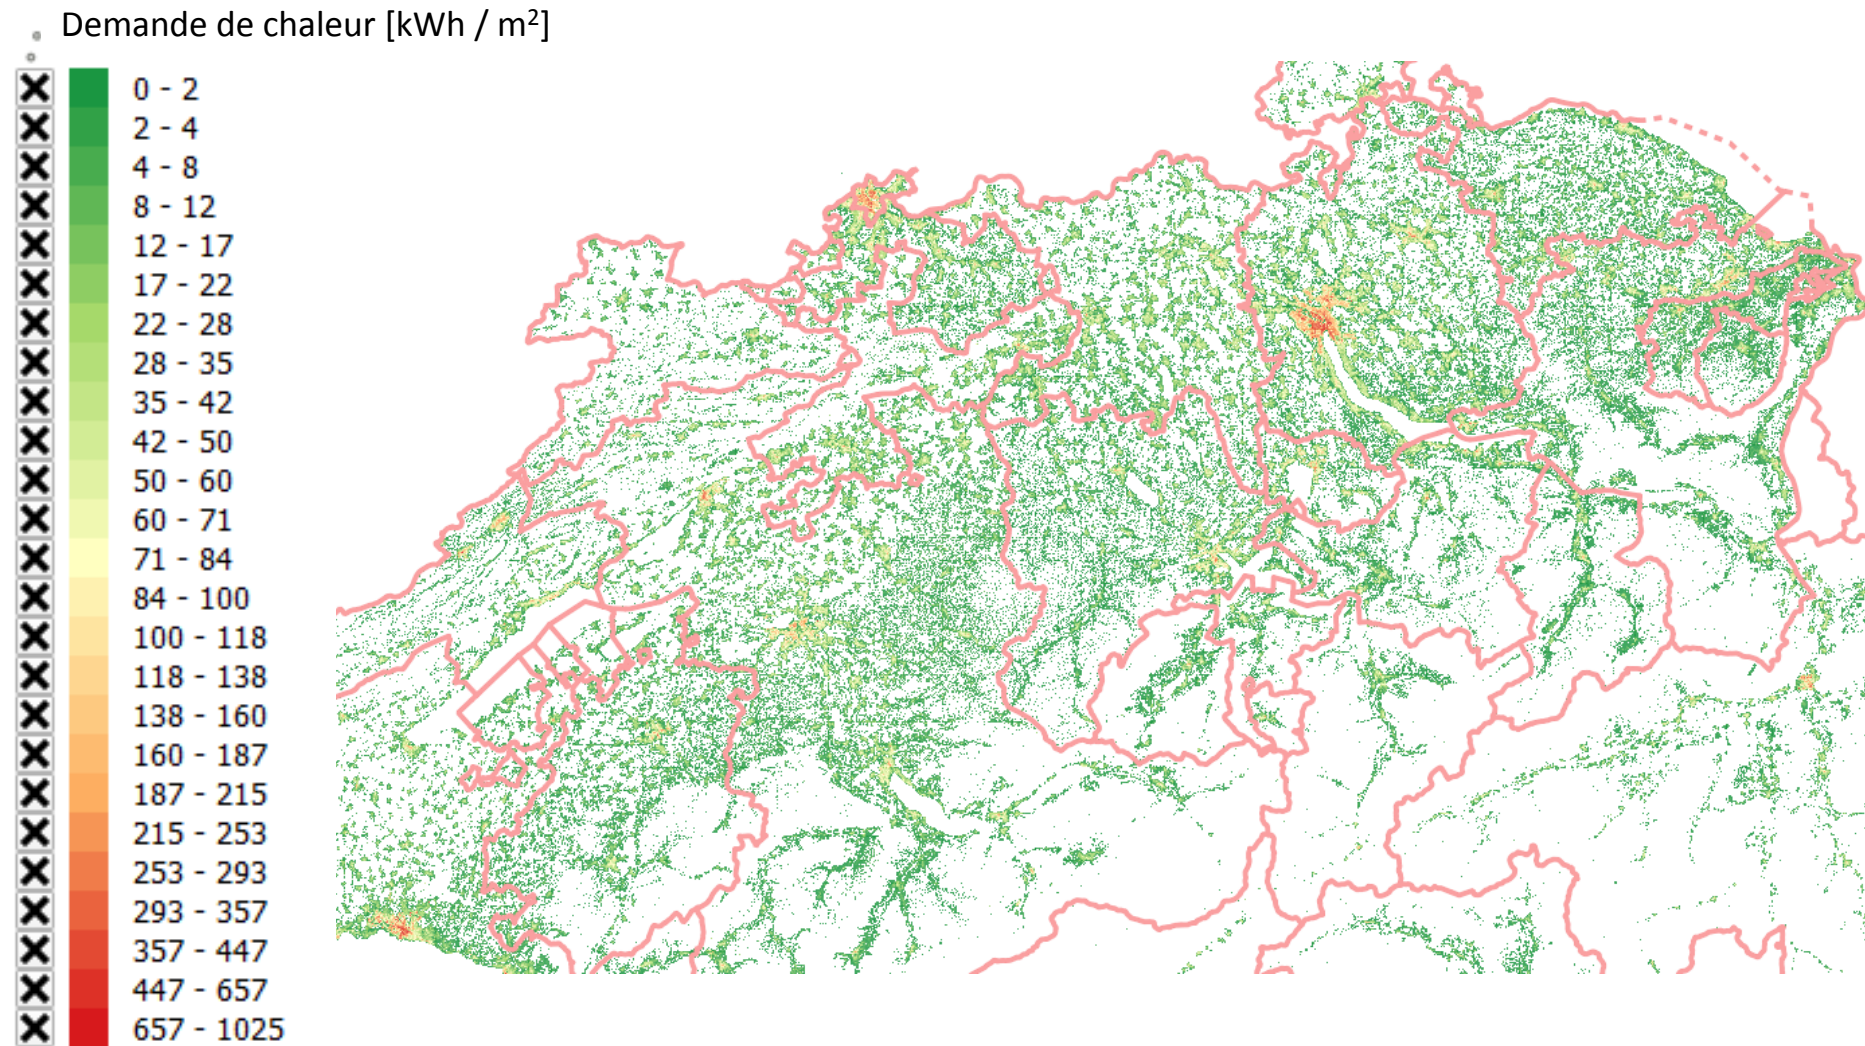 Demande de chaleur [kWh / m²]
0 - 2
2 - 4
4 - 8
8 - 12
12 - 17
17 - 22
22 - 28
28 - 35
35 - 42
42 - 50
50 - 60
60 - 71
71 - 84
84 - 100
100 - 118
118 - 138
138 - 160
160 - 187
187 - 215
215 - 253
253 - 293
293 - 357
357 - 447
447 - 657
657 - 1025